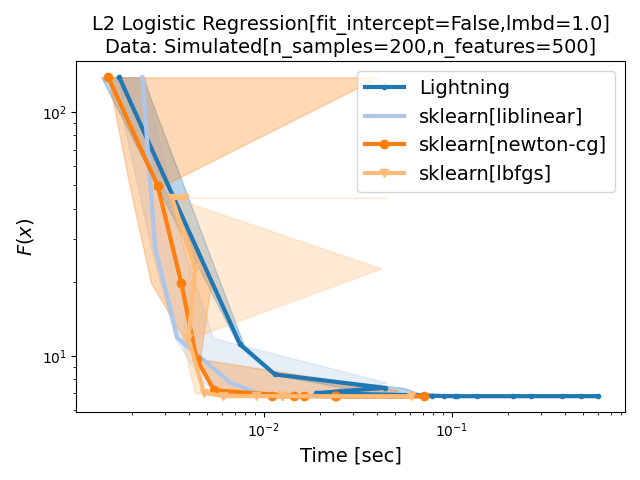 L2 Logistic Regression[fit_intercept=False,lmbd=1.0]
Data: Simulated[n_samples=200,n_features=500]
Lightning
sklearn[liblinear]
sklearn[newton-cg]
sklearn[lbfgs]
F(x)
10²
10¹
10⁻²
10⁻¹
Time [sec]